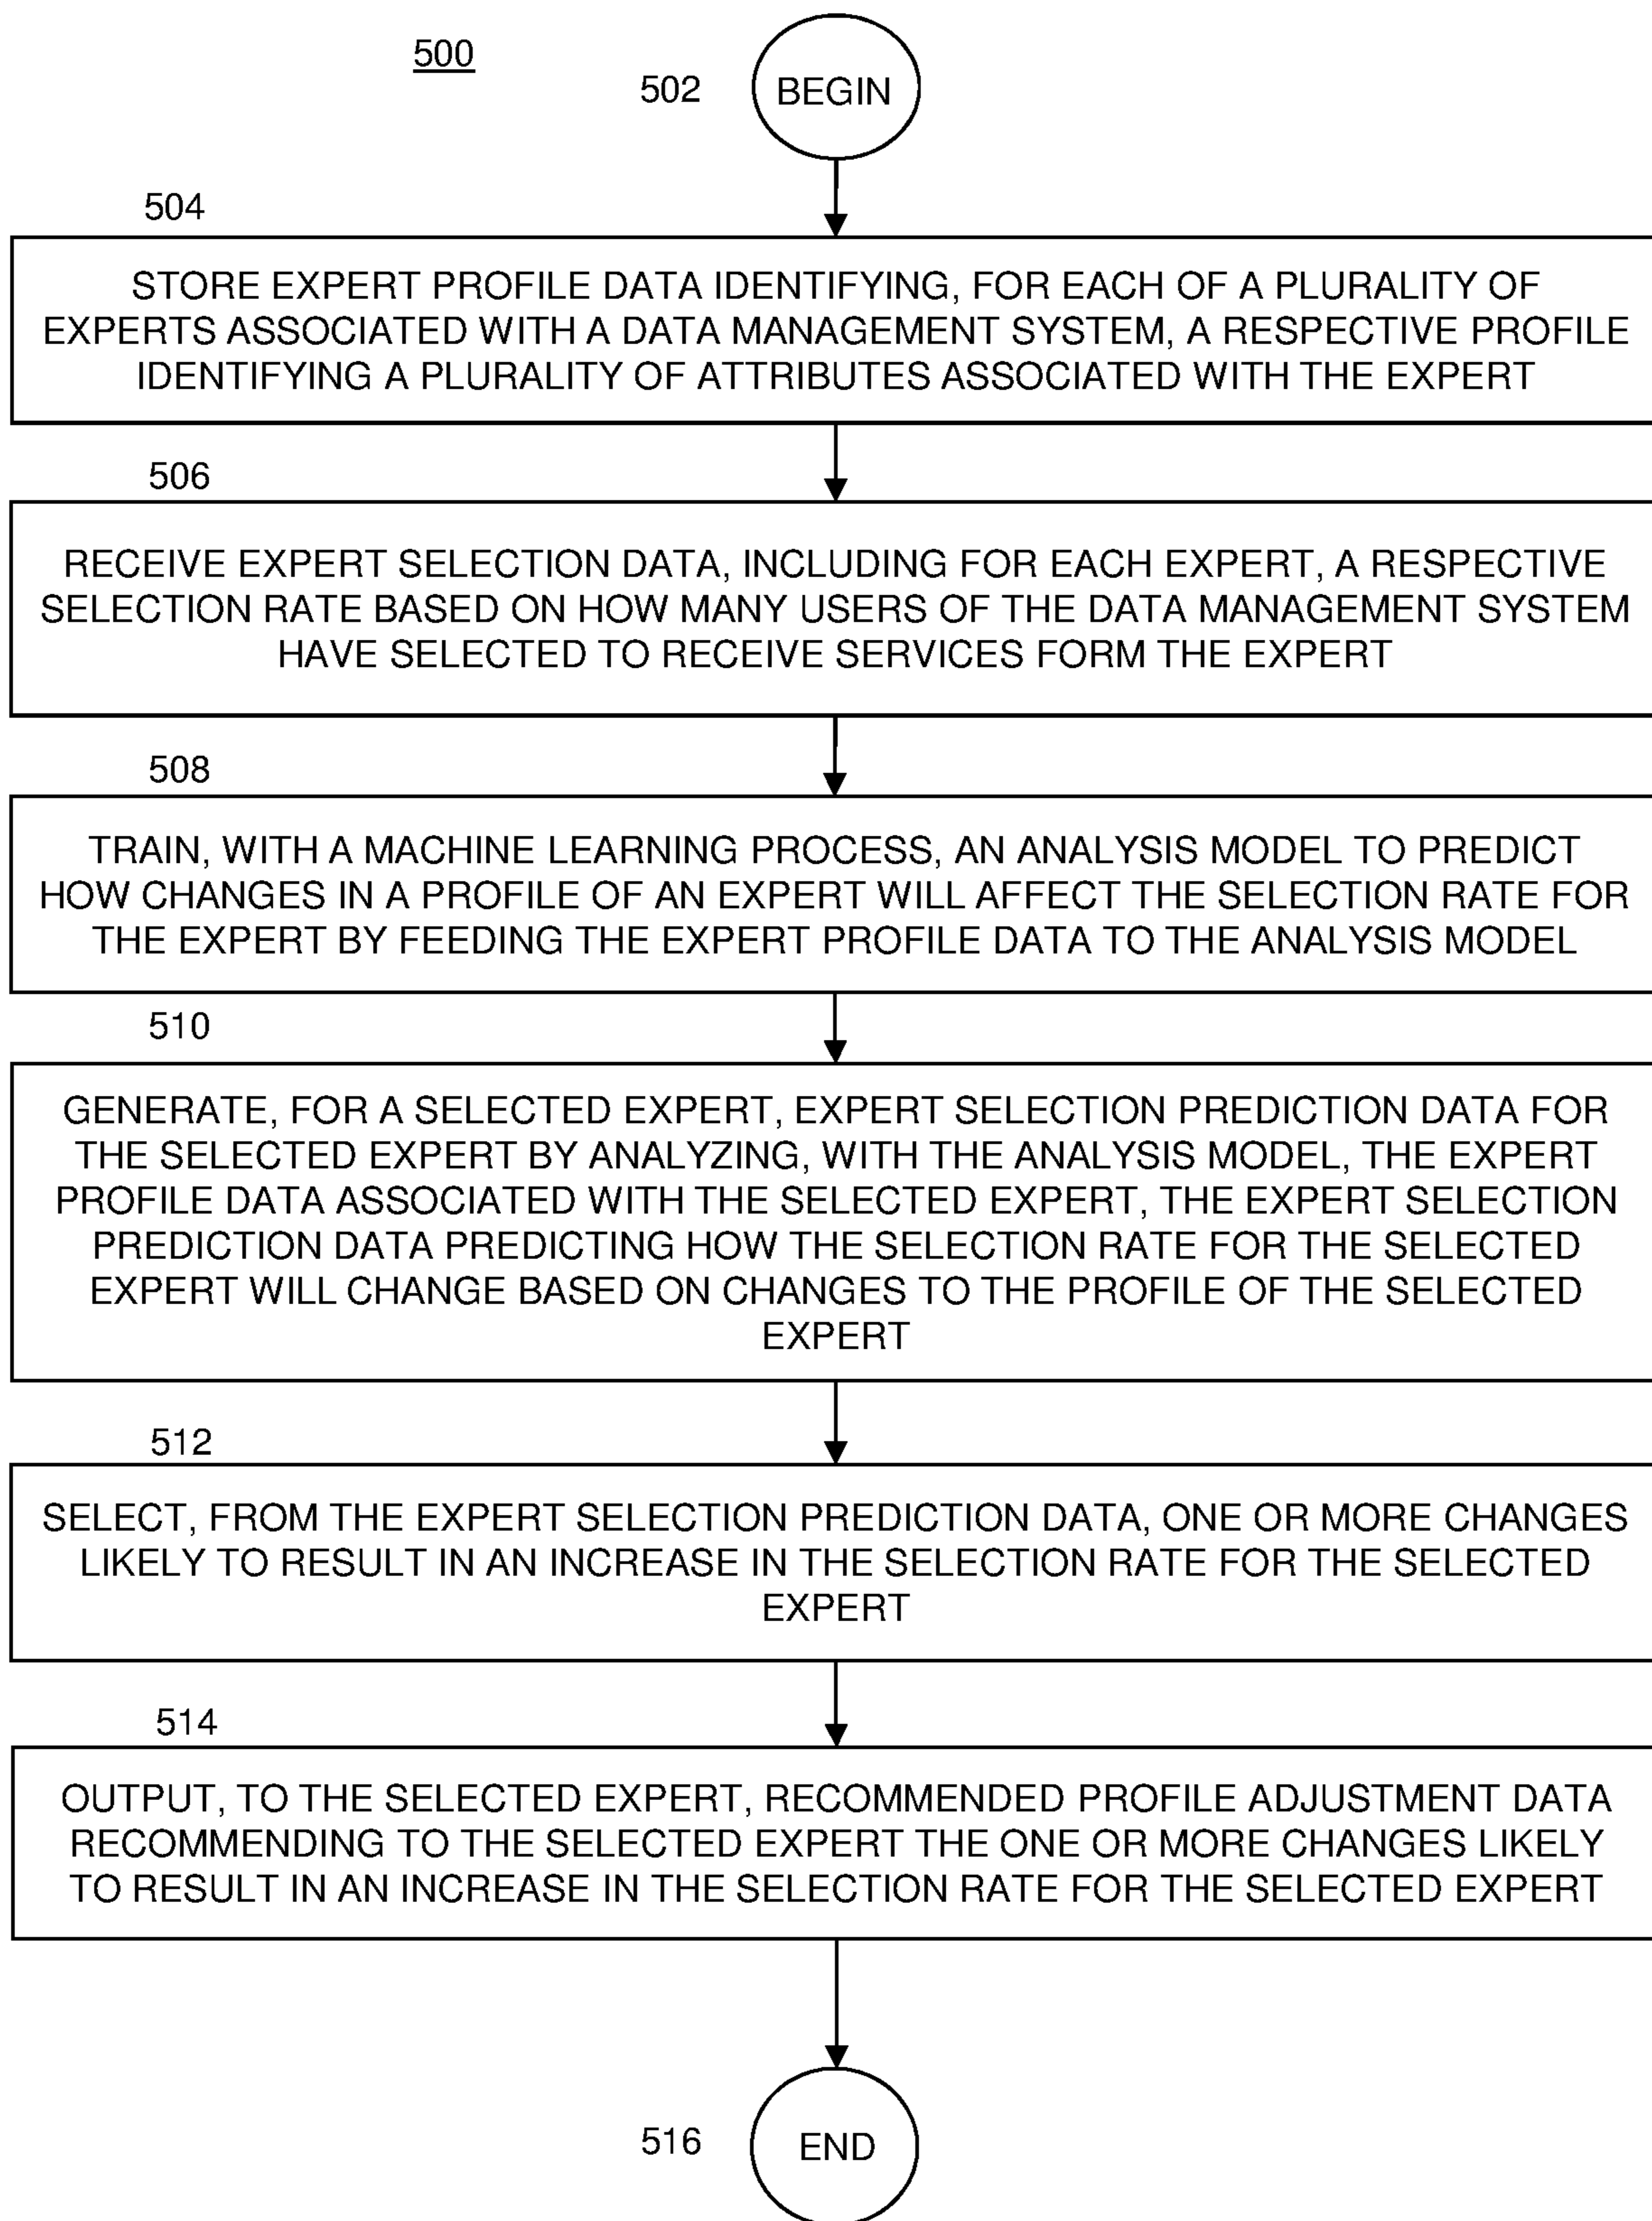 500
502
BEGIN
504
STORE EXPERT PROFILE DATA IDENTIFYING, FOR EACH OF A PLURALITY OF
EXPERTS ASSOCIATED WITH A DATA MANAGEMENT SYSTEM, A RESPECTIVE PROFILE
IDENTIFYING A PLURALITY OF ATTRIBUTES ASSOCIATED WITH THE EXPERT
506
RECEIVE EXPERT SELECTION DATA, INCLUDING FOR EACH EXPERT, A RESPECTIVE
SELECTION RATE BASED ON HOW MANY USERS OF THE DATA MANAGEMENT SYSTEM
HAVE SELECTED TO RECEIVE SERVICES FORM THE EXPERT
508
TRAIN, WITH A MACHINE LEARNING PROCESS, AN ANALYSIS MODEL TO PREDICT
HOW CHANGES IN A PROFILE OF AN EXPERT WILL AFFECT THE SELECTION RATE FOR
THE EXPERT BY FEEDING THE EXPERT PROFILE DATA TO THE ANALYSIS MODEL
510
GENERATE, FOR A SELECTED EXPERT, EXPERT SELECTION PREDICTION DATA FOR
THE SELECTED EXPERT BY ANALYZING, WITH THE ANALYSIS MODEL, THE EXPERT
PROFILE DATA ASSOCIATED WITH THE SELECTED EXPERT, THE EXPERT SELECTION
PREDICTION DATA PREDICTING HOW THE SELECTION RATE FOR THE SELECTED
EXPERT WILL CHANGE BASED ON CHANGES TO THE PROFILE OF THE SELECTED
EXPERT
512
SELECT, FROM THE EXPERT SELECTION PREDICTION DATA, ONE OR MORE CHANGES
LIKELY TO RESULT IN AN INCREASE IN THE SELECTION RATE FOR THE SELECTED
EXPERT
514
OUTPUT, TO THE SELECTED EXPERT, RECOMMENDED PROFILE ADJUSTMENT DATA
RECOMMENDING TO THE SELECTED EXPERT THE ONE OR MORE CHANGES LIKELY
TO RESULT IN AN INCREASE IN THE SELECTION RATE FOR THE SELECTED EXPERT
516
END